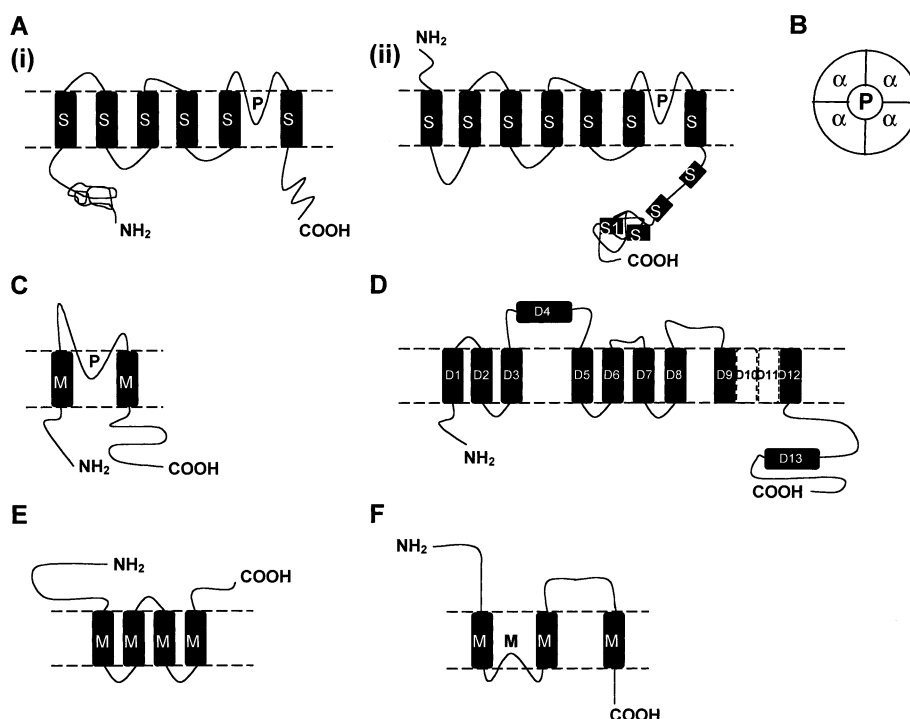 A
(i)
P
S S S S S S
NH2
COOH
(ii)
NH2
P
S S S S S S S
S
S
S1 S
COOH
B
α α
P
α α
C
P
M M
NH2
COOH
D
D4
D1 D2 D3 D5 D6 D7 D8 D9 D10 D11 D12
NH2
D13
COOH
E
NH2
COOH
M M M M
F
NH2
M M M M
COOH